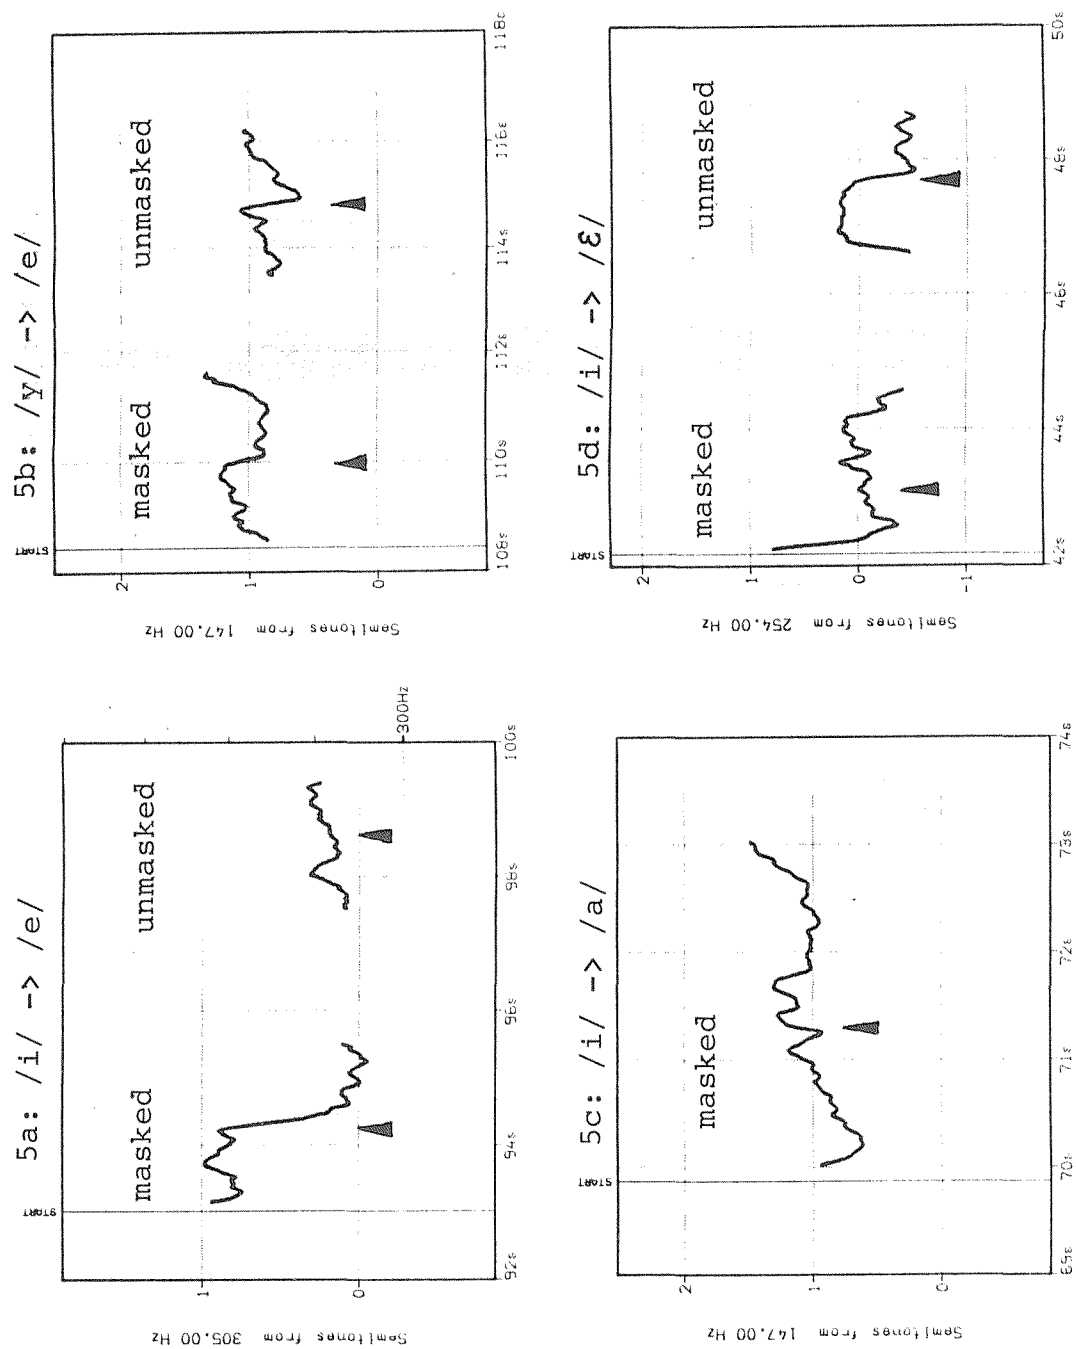 5a: /i/ -> /e/
masked
unmasked
START
1
0
300Hz
92s
94s
96s
98s
100s
Semitones from 305.00 Hz
5b: /y/ -> /e/
masked
unmasked
START
2
1
0
108s
110s
112s
114s
116s
118s
Semitones from 147.00 Hz
5c: /i/ -> /a/
masked
START
2
1
0
69s
70s
71s
72s
73s
74s
Semitones from 147.00 Hz
5d: /i/ -> /ε/
masked
unmasked
START
2
1
0
-1
42s
44s
46s
48s
50s
Semitones from 254.00 Hz